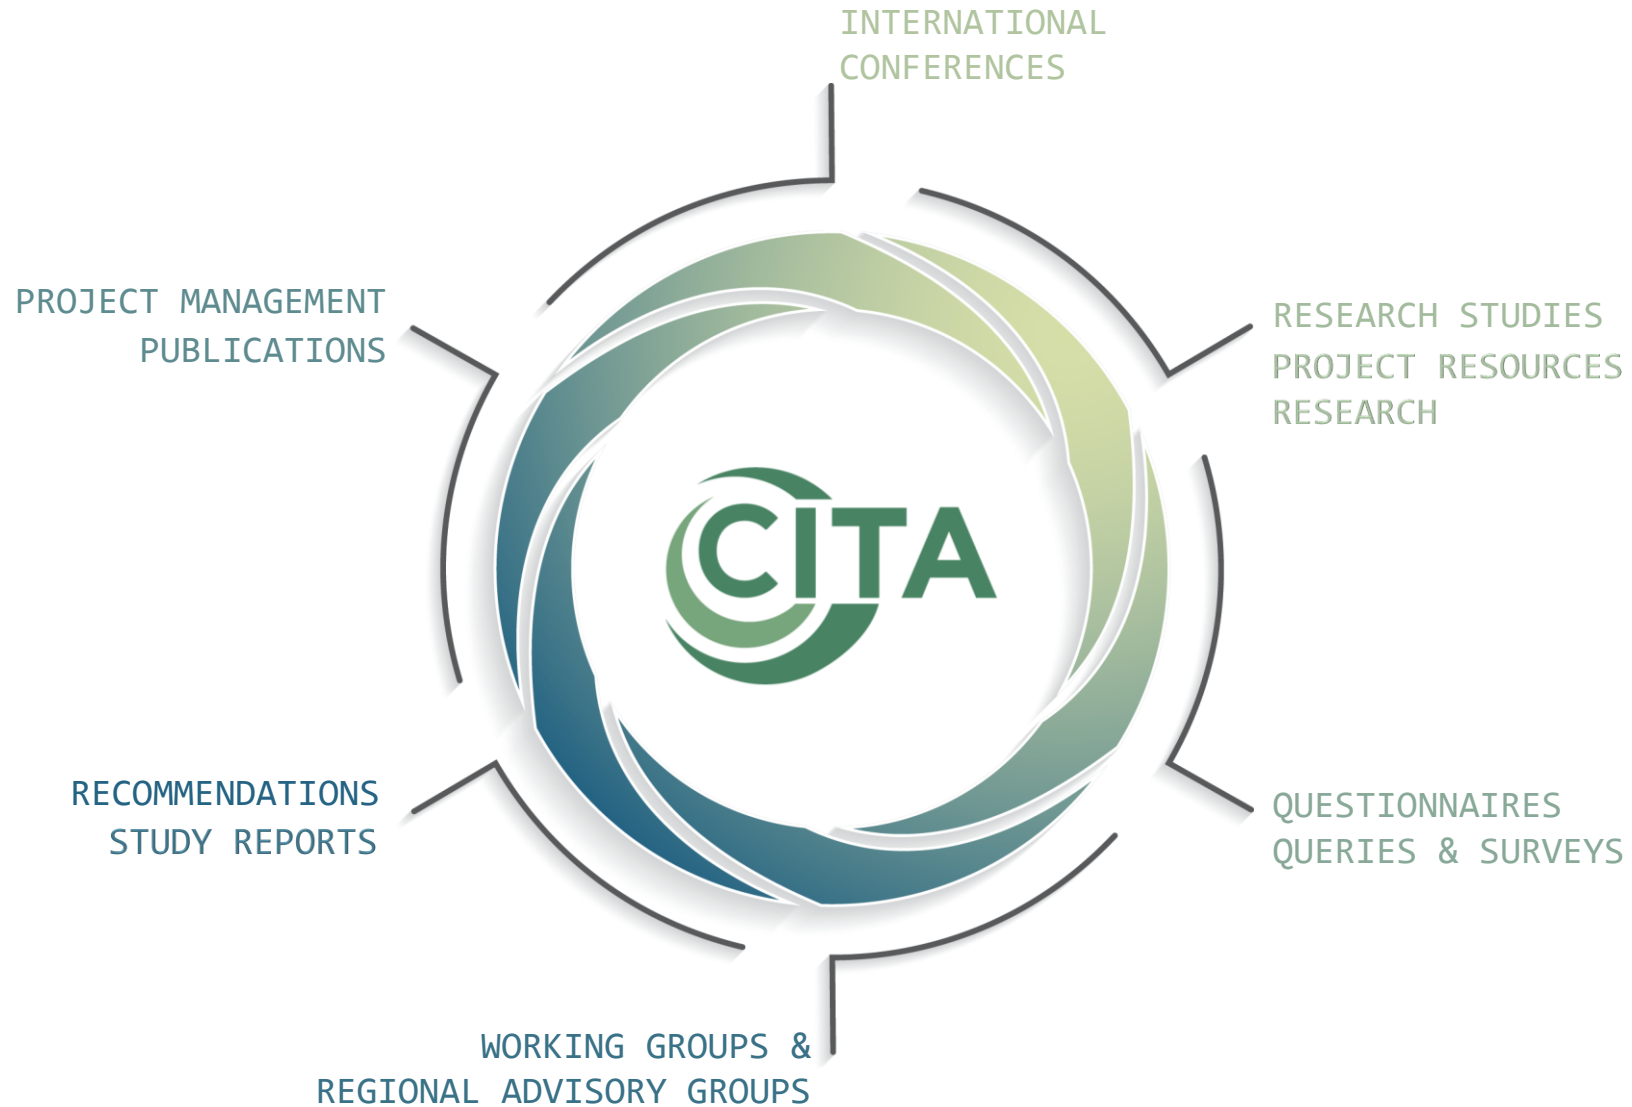 INTERNATIONAL
CONFERENCES
PROJECT MANAGEMENT
PUBLICATIONS
RESEARCH STUDIES
PROJECT RESOURCES
RESEARCH
CITA
RECOMMENDATIONS
STUDY REPORTS
QUESTIONNAIRES
QUERIES & SURVEYS
WORKING GROUPS &
REGIONAL ADVISORY GROUPS